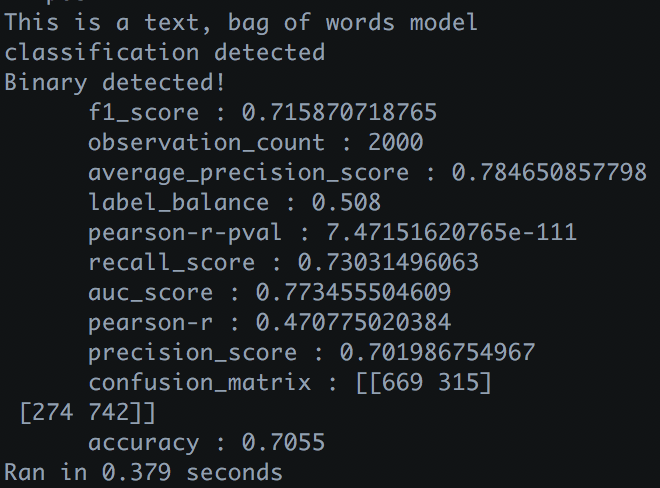 This is a text, bag of words model
classification detected
Binary detected!
f1_score : 0.715870718765
observation_count : 2000
average_precision_score : 0.784650857798
label_balance : 0.508
pearson-r-pval : 7.47151620765e-111
recall_score : 0.73031496063
auc_score : 0.773455504609
pearson-r : 0.470775020384
precision_score : 0.701986754967
confusion_matrix : [[669 315]
[274 742]]
accuracy : 0.7055
Ran in 0.379 seconds